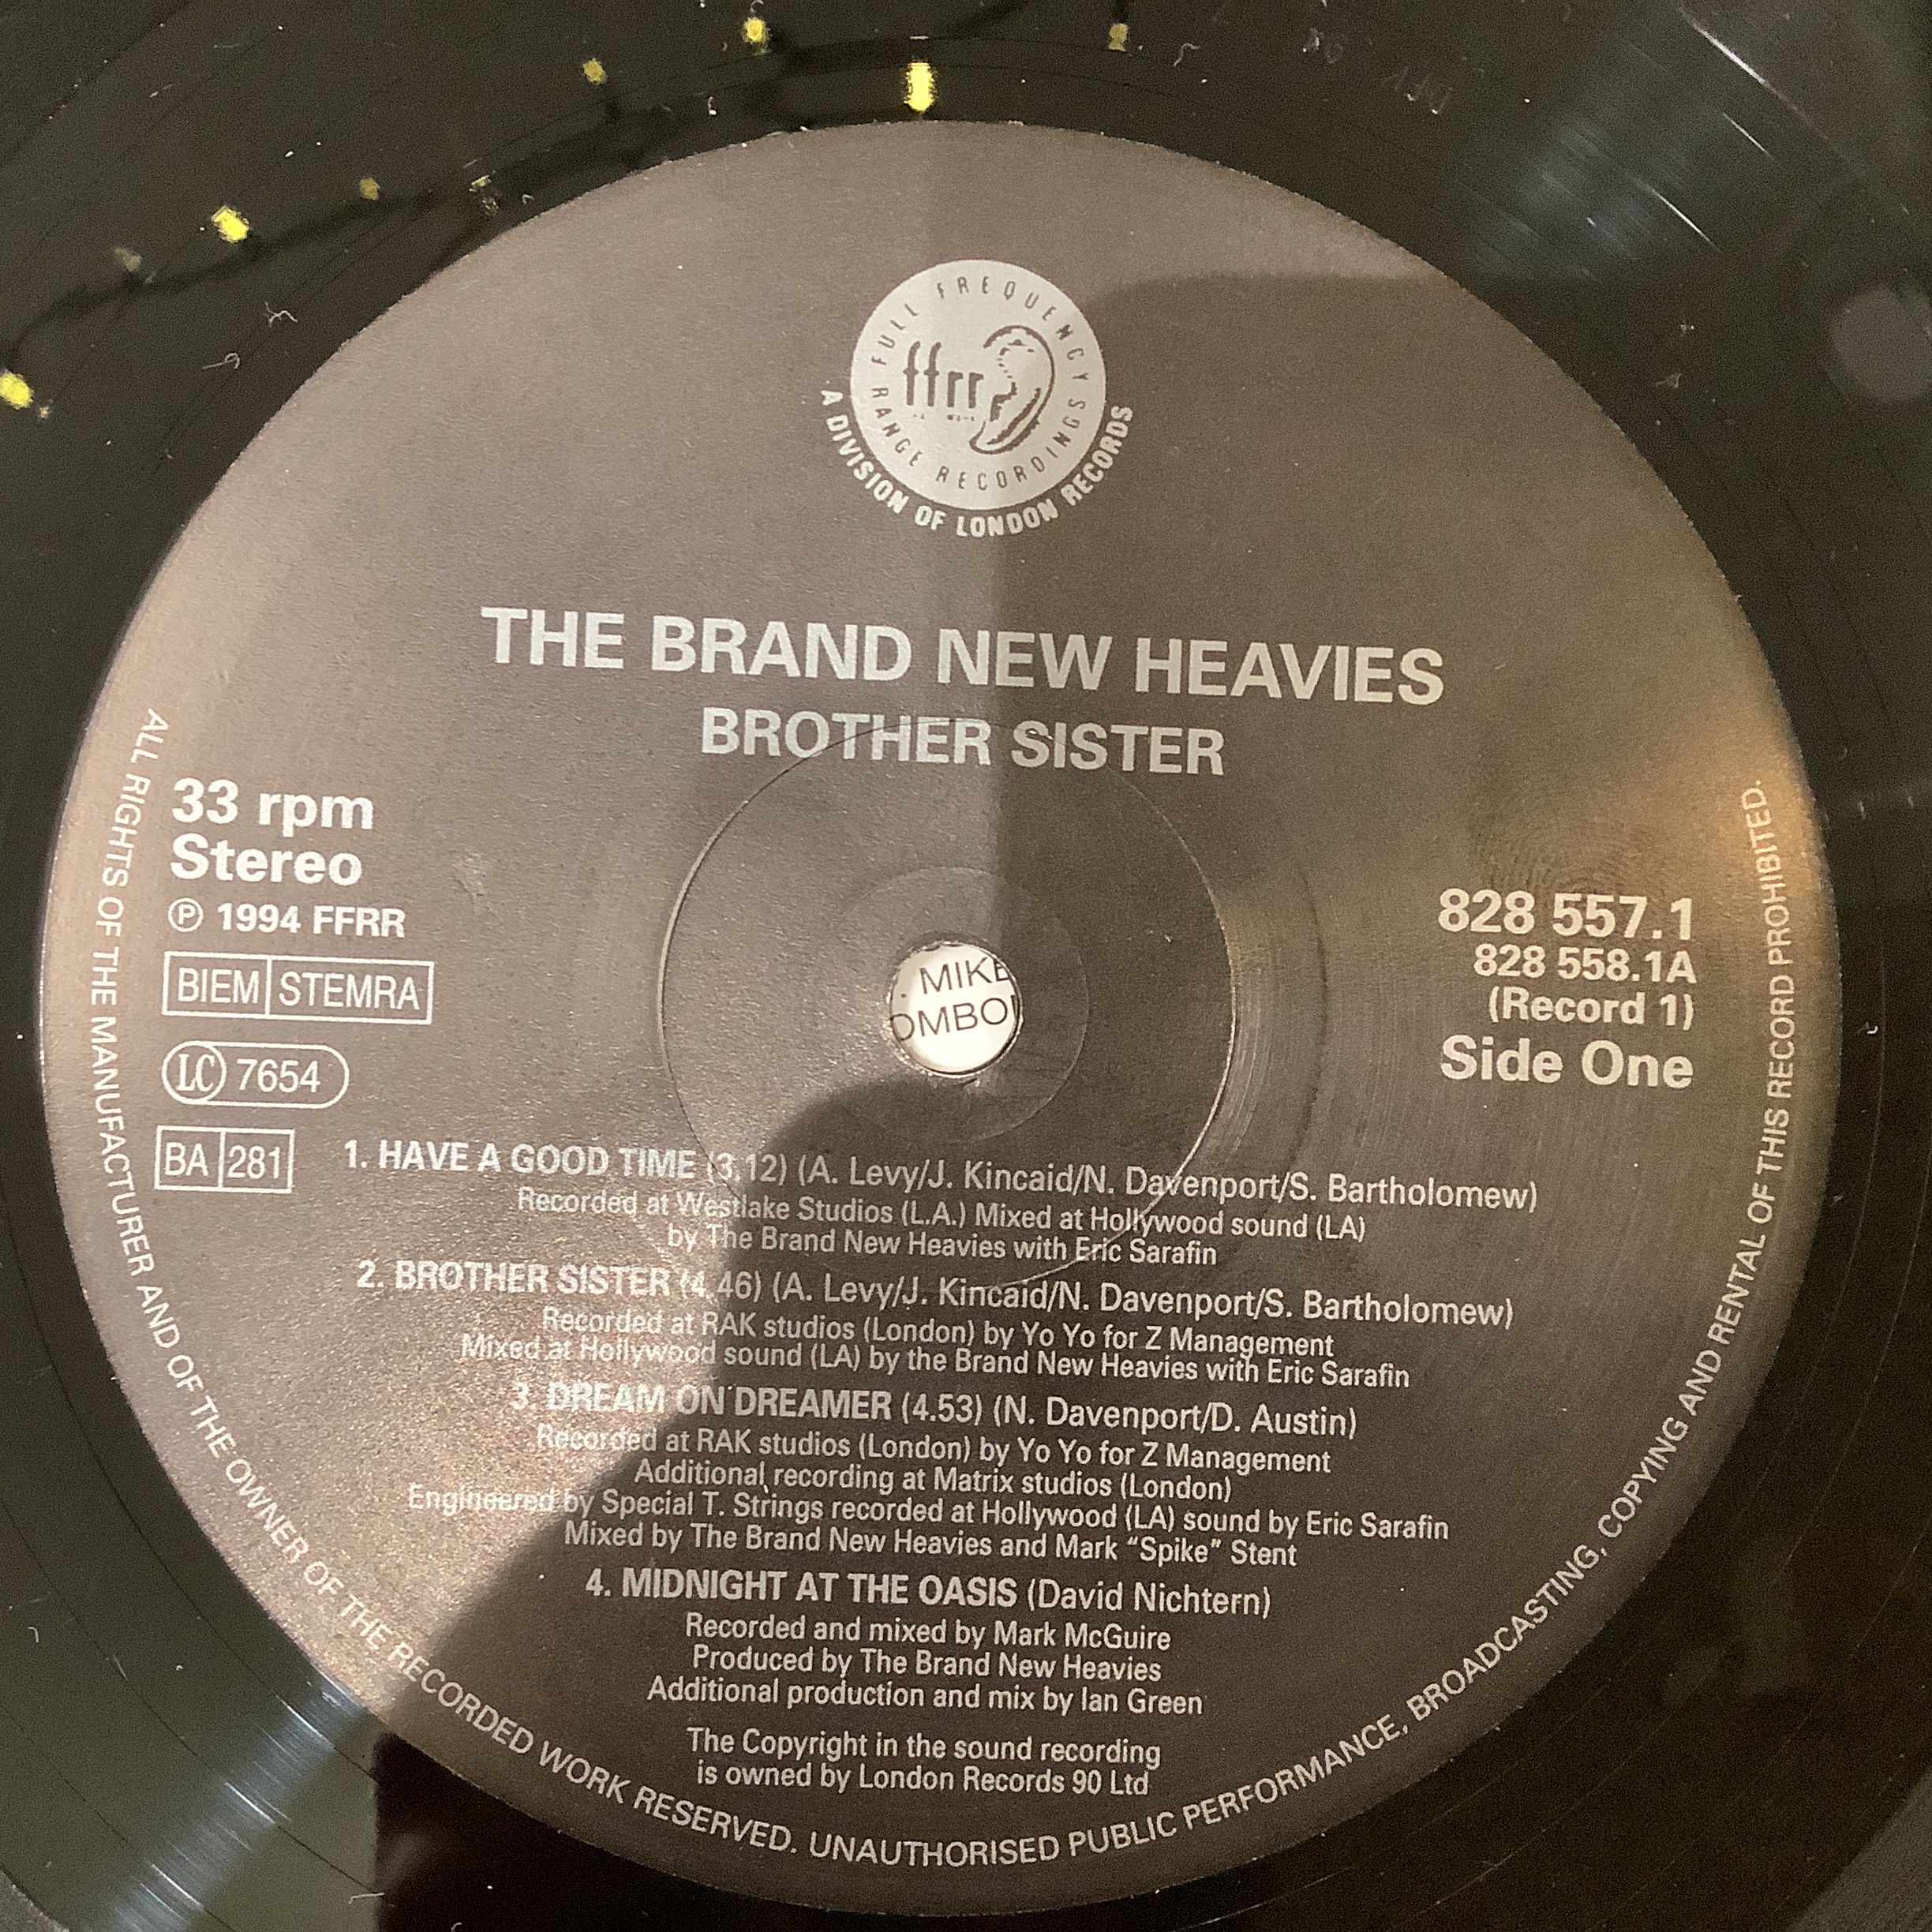 FULL FREQUENCY
ffrr
RANGE RECORDINGS
A DIVISION OF LONDON RECORDS
THE BRAND NEW HEAVIES
BROTHER SISTER
33 rpm
Stereo
℗ 1994 FFRR
BIEM STEMRA
LC 7654
BA 281
828 557.1
828 558.1A
(Record 1)
Side One
MIKE
OMBO
1. HAVE A GOOD TIME (3.12) (A. Levy/J. Kincaid/N. Davenport/S. Bartholomew)
Recorded at Westlake Studios (L.A.) Mixed at Hollywood sound (LA)
by The Brand New Heavies with Eric Sarafin
2. BROTHER SISTER (4.46) (A. Levy/J. Kincaid/N. Davenport/S. Bartholomew)
Recorded at RAK studios (London) by Yo Yo for Z Management
Mixed at Hollywood sound (LA) by the Brand New Heavies with Eric Sarafin
3. DREAM ON DREAMER (4.53) (N. Davenport/D. Austin)
Recorded at RAK studios (London) by Yo Yo for Z Management
Additional recording at Matrix studios (London)
Engineered by Special T. Strings recorded at Hollywood (LA) sound by Eric Sarafin
Mixed by The Brand New Heavies and Mark “Spike” Stent
4. MIDNIGHT AT THE OASIS (David Nichtern)
Recorded and mixed by Mark McGuire
Produced by The Brand New Heavies
Additional production and mix by Ian Green
The Copyright in the sound recording
is owned by London Records 90 Ltd
ALL RIGHTS OF THE MANUFACTURER AND OF THE OWNER OF THE RECORDED WORK RESERVED. UNAUTHORISED PUBLIC PERFORMANCE, BROADCASTING, COPYING AND RENTAL OF THIS RECORD PROHIBITED.